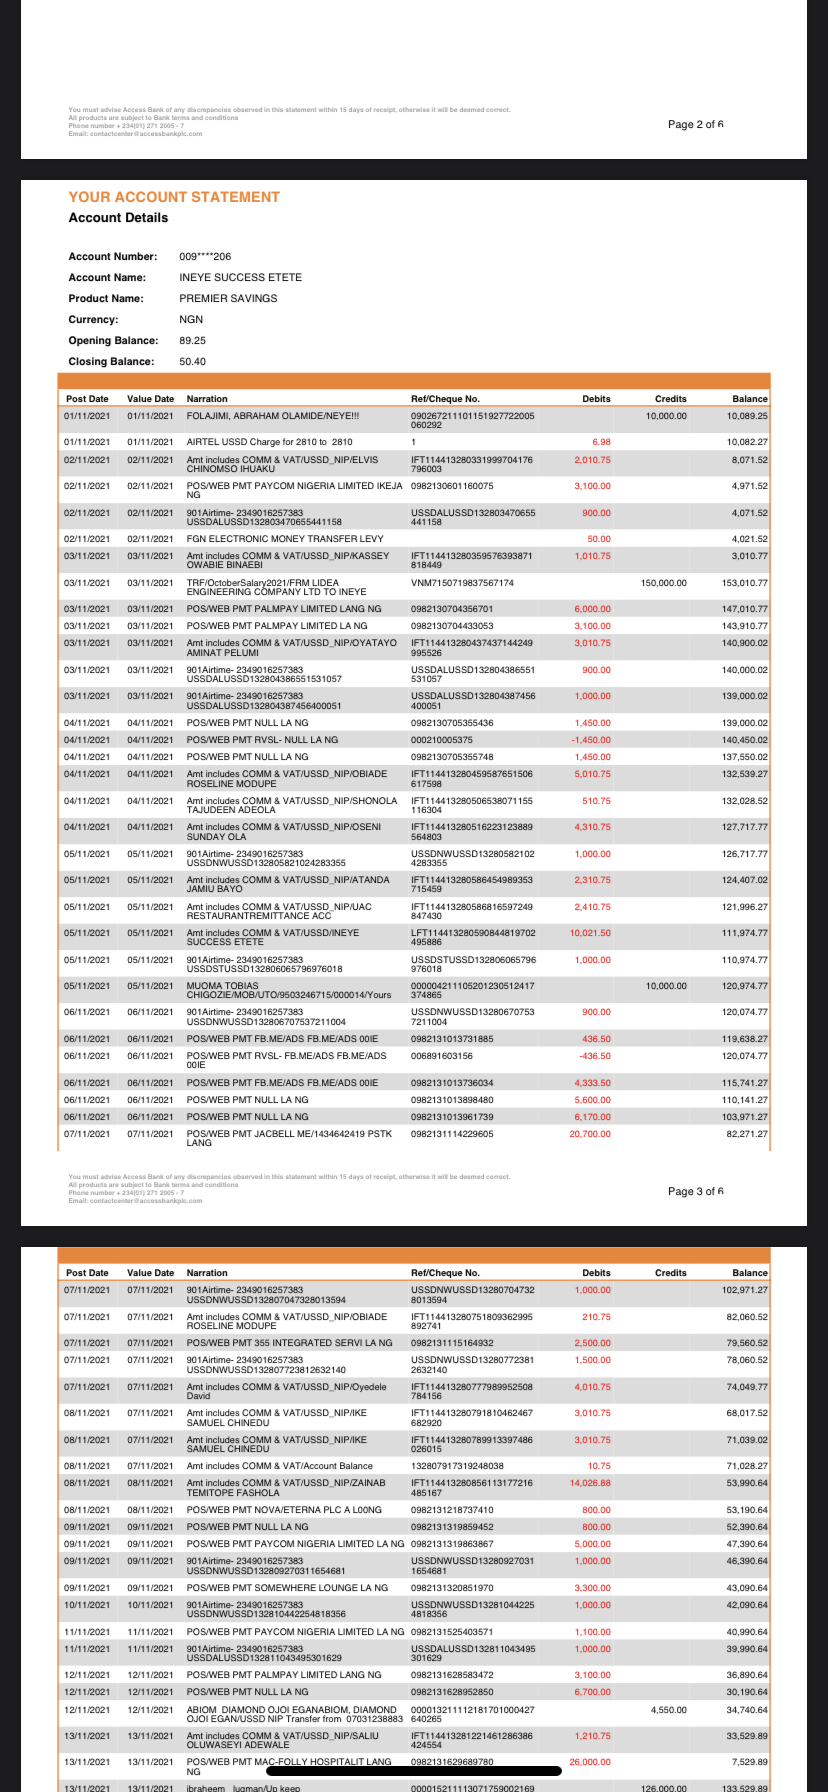 You must advise Access Bank of any discrepancies observed in this statement within 15 days of receipt, otherwise it will be deemed correct.
All products are subject to Bank terms and conditions
Phone number + 234(01) 271 2005 - 7
Email: contactcenter@accessbankplc.com
Page 2 of 6
YOUR ACCOUNT STATEMENT
Account Details
Account Number: 009****206
Account Name: INEYE SUCCESS ETETE
Product Name: PREMIER SAVINGS
Currency: NGN
Opening Balance: 89.25
Closing Balance: 50.40
Post Date Value Date Narration Ref/Cheque No. Debits Credits Balance
01/11/2021 01/11/2021 FOLAJIMI, ABRAHAM OLAMIDE/NEYE!!! 090267211101151927722005 10,000.00 10,089.25
060292
01/11/2021 01/11/2021 AIRTEL USSD Charge for 2810 to 2810 1 6.98 10,082.27
02/11/2021 02/11/2021 Amt includes COMM & VAT/USSD_NIP/ELVIS IFT114413280331999704176 2,010.75 8,071.52
CHINOMSO IHUAKU 796003
02/11/2021 02/11/2021 POS/WEB PMT PAYCOM NIGERIA LIMITED IKEJA 0982130601160075 3,100.00 4,971.52
NG
02/11/2021 02/11/2021 901Airtime- 2349016257383 USSDALUSSD132803470655 900.00 4,071.52
USSDALUSSD132803470655441158 441158
02/11/2021 02/11/2021 FGN ELECTRONIC MONEY TRANSFER LEVY 50.00 4,021.52
03/11/2021 03/11/2021 Amt includes COMM & VAT/USSD_NIP/KASSEY IFT114413280359576393871 1,010.75 3,010.77
OWABIE BINAEBI 818449
03/11/2021 03/11/2021 TRF/OctoberSalary2021/FRM LIDEA VNM7150719837567174 150,000.00 153,010.77
ENGINEERING COMPANY LTD TO INEYE
03/11/2021 03/11/2021 POS/WEB PMT PALMPAY LIMITED LANG NG 0982130704356701 6,000.00 147,010.77
03/11/2021 03/11/2021 POS/WEB PMT PALMPAY LIMITED LA NG 0982130704433053 3,100.00 143,910.77
03/11/2021 03/11/2021 Amt includes COMM & VAT/USSD_NIP/OYATAYO IFT114413280437437144249 3,010.75 140,900.02
AMINAT PELUMI 995526
03/11/2021 03/11/2021 901Airtime- 2349016257383 USSDALUSSD132804386551 900.00 140,000.02
USSDALUSSD132804386551531057 531057
03/11/2021 03/11/2021 901Airtime- 2349016257383 USSDALUSSD132804387456 1,000.00 139,000.02
USSDALUSSD132804387456400051 400051
04/11/2021 04/11/2021 POS/WEB PMT NULL LA NG 0982130705355436 1,450.00 139,000.02
04/11/2021 04/11/2021 POS/WEB PMT RVSL- NULL LA NG 000210005375 -1,450.00 140,450.02
04/11/2021 04/11/2021 POS/WEB PMT NULL LA NG 0982130705355748 1,450.00 137,550.02
04/11/2021 04/11/2021 Amt includes COMM & VAT/USSD_NIP/OBIADE IFT114413280459587651506 5,010.75 132,539.27
ROSELINE MODUPE 617598
04/11/2021 04/11/2021 Amt includes COMM & VAT/USSD_NIP/SHONOLA IFT114413280506538071155 510.75 132,028.52
TAJUDEEN ADEOLA 116304
04/11/2021 04/11/2021 Amt includes COMM & VAT/USSD_NIP/OSENI IFT114413280516223123889 4,310.75 127,717.77
SUNDAY OLA 564803
05/11/2021 05/11/2021 901Airtime- 2349016257383 USSDNWUSSD13280582102 1,000.00 126,717.77
USSDNWUSSD132805821024283355 4283355
05/11/2021 05/11/2021 Amt includes COMM & VAT/USSD_NIP/ATANDA IFT114413280586454989353 2,310.75 124,407.02
JAMIU BAYO 715459
05/11/2021 05/11/2021 Amt includes COMM & VAT/USSD_NIP/UAC IFT114413280586816597249 2,410.75 121,996.27
RESTAURANTREMITTANCE ACC 847430
05/11/2021 05/11/2021 Amt includes COMM & VAT/USSD/INEYE LFT114413280590844819702 10,021.50 111,974.77
SUCCESS ETETE 495886
05/11/2021 05/11/2021 901Airtime- 2349016257383 USSDSTUSSD132806065796 1,000.00 110,974.77
USSDSTUSSD132806065796976018 976018
05/11/2021 05/11/2021 MUOMA TOBIAS 000004211105201230512417 10,000.00 120,974.77
CHIGOZIE/MOB/UTO/9503246715/000014/Yours 374865
06/11/2021 06/11/2021 901Airtime- 2349016257383 USSDNWUSSD13280670753 900.00 120,074.77
USSDNWUSSD132806707537211004 7211004
06/11/2021 06/11/2021 POS/WEB PMT FB.ME/ADS FB.ME/ADS 00IE 0982131013731885 436.50 119,638.27
06/11/2021 06/11/2021 POS/WEB PMT RVSL- FB.ME/ADS FB.ME/ADS 006891603156 -436.50 120,074.77
00IE
06/11/2021 06/11/2021 POS/WEB PMT FB.ME/ADS FB.ME/ADS 00IE 0982131013736034 4,333.50 115,741.27
06/11/2021 06/11/2021 POS/WEB PMT NULL LA NG 0982131013898480 5,600.00 110,141.27
06/11/2021 06/11/2021 POS/WEB PMT NULL LA NG 0982131013961739 6,170.00 103,971.27
07/11/2021 07/11/2021 POS/WEB PMT JACBELL ME/1434642419 PSTK 0982131114229605 20,700.00 82,271.27
LANG
You must advise Access Bank of any discrepancies observed in this statement within 15 days of receipt, otherwise it will be deemed correct.
All products are subject to Bank terms and conditions
Phone number + 234(01) 271 2005 - 7
Email: contactcenter@accessbankplc.com
Page 3 of 6
Post Date Value Date Narration Ref/Cheque No. Debits Credits Balance
07/11/2021 07/11/2021 901Airtime- 2349016257383 USSDNWUSSD13280704732 1,000.00 102,971.27
USSDNWUSSD132807047328013594 8013594
07/11/2021 07/11/2021 Amt includes COMM & VAT/USSD_NIP/OBIADE IFT114413280751809362995 210.75 82,060.52
ROSELINE MODUPE 892741
07/11/2021 07/11/2021 POS/WEB PMT 355 INTEGRATED SERVI LA NG 0982131115164932 2,500.00 79,560.52
07/11/2021 07/11/2021 901Airtime- 2349016257383 USSDNWUSSD13280772381 1,500.00 78,060.52
USSDNWUSSD132807723812632140 2632140
07/11/2021 07/11/2021 Amt includes COMM & VAT/USSD_NIP/Oyedele IFT114413280777989952508 4,010.75 74,049.77
David 784156
08/11/2021 07/11/2021 Amt includes COMM & VAT/USSD_NIP/IKE IFT114413280791810462467 3,010.75 68,017.52
SAMUEL CHINEDU 682920
08/11/2021 07/11/2021 Amt includes COMM & VAT/USSD_NIP/IKE IFT114413280789913397486 3,010.75 71,039.02
SAMUEL CHINEDU 026015
08/11/2021 07/11/2021 Amt includes COMM & VAT/Account Balance 132807917319248038 10.75 71,028.27
08/11/2021 08/11/2021 Amt includes COMM & VAT/USSD_NIP/ZAINAB IFT114413280856113177216 14,026.88 53,990.64
TEMITOPE FASHOLA 485167
08/11/2021 08/11/2021 POS/WEB PMT NOVA/ETERNA PLC A L00NG 0982131218737410 800.00 53,190.64
09/11/2021 09/11/2021 POS/WEB PMT NULL LA NG 0982131319859452 800.00 52,390.64
09/11/2021 09/11/2021 POS/WEB PMT PAYCOM NIGERIA LIMITED LA NG 0982131319863867 5,000.00 47,390.64
09/11/2021 09/11/2021 901Airtime- 2349016257383 USSDNWUSSD13280927031 1,000.00 46,390.64
USSDNWUSSD132809270311654681 1654681
09/11/2021 09/11/2021 POS/WEB PMT SOMEWHERE LOUNGE LA NG 0982131320851970 3,300.00 43,090.64
10/11/2021 10/11/2021 901Airtime- 2349016257383 USSDNWUSSD13281044225 1,000.00 42,090.64
USSDNWUSSD132810442254818356 4818356
11/11/2021 11/11/2021 POS/WEB PMT PAYCOM NIGERIA LIMITED LA NG 0982131525403571 1,100.00 40,990.64
11/11/2021 11/11/2021 901Airtime- 2349016257383 USSDALUSSD132811043495 1,000.00 39,990.64
USSDALUSSD132811043495301629 301629
12/11/2021 12/11/2021 POS/WEB PMT PALMPAY LIMITED LANG NG 0982131628583472 3,100.00 36,890.64
12/11/2021 12/11/2021 POS/WEB PMT NULL LA NG 0982131628952850 6,700.00 30,190.64
12/11/2021 12/11/2021 ABIOM DIAMOND OJOI EGANABIOM, DIAMOND 000013211112181701000427 4,550.00 34,740.64
OJOI EGAN/USSD NIP Transfer from 07031238883 640265
13/11/2021 13/11/2021 Amt includes COMM & VAT/USSD_NIP/SALIU IFT114413281221461286386 1,210.75 33,529.89
OLUWASEYI ADEWALE 424554
13/11/2021 13/11/2021 POS/WEB PMT MAC-FOLLY HOSPITALIT LANG 0982131629689780 26,000.00 7,529.89
NG
13/11/2021 13/11/2021 ibraheem luqman/Up keep 000015211113071759002169 126,000.00 133,529.89